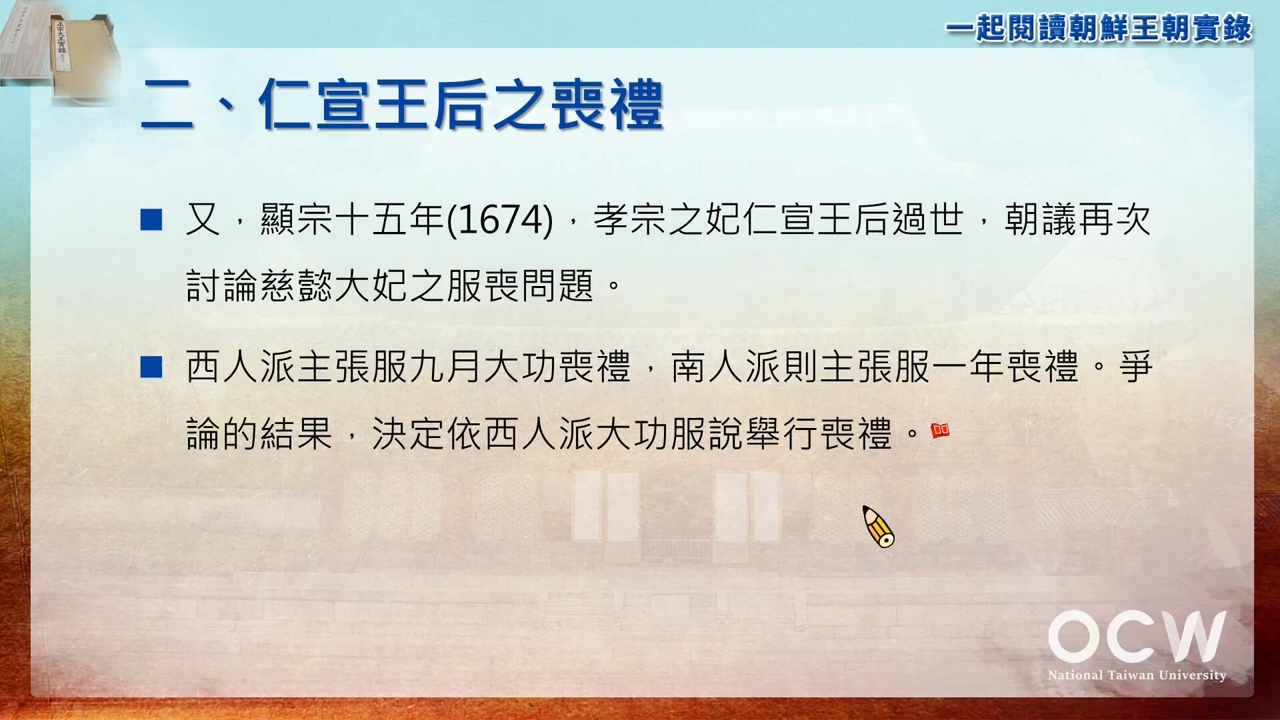 一起閱讀朝鮮王朝實錄
二、仁宣王后之喪禮
又，顯宗十五年(1674)，孝宗之妃仁宣王后過世，朝議再次
討論慈懿大妃之服喪問題。
西人派主張服九月大功喪禮，南人派則主張服一年喪禮。爭
論的結果，決定依西人派大功服說舉行喪禮。
OCW
National Taiwan University